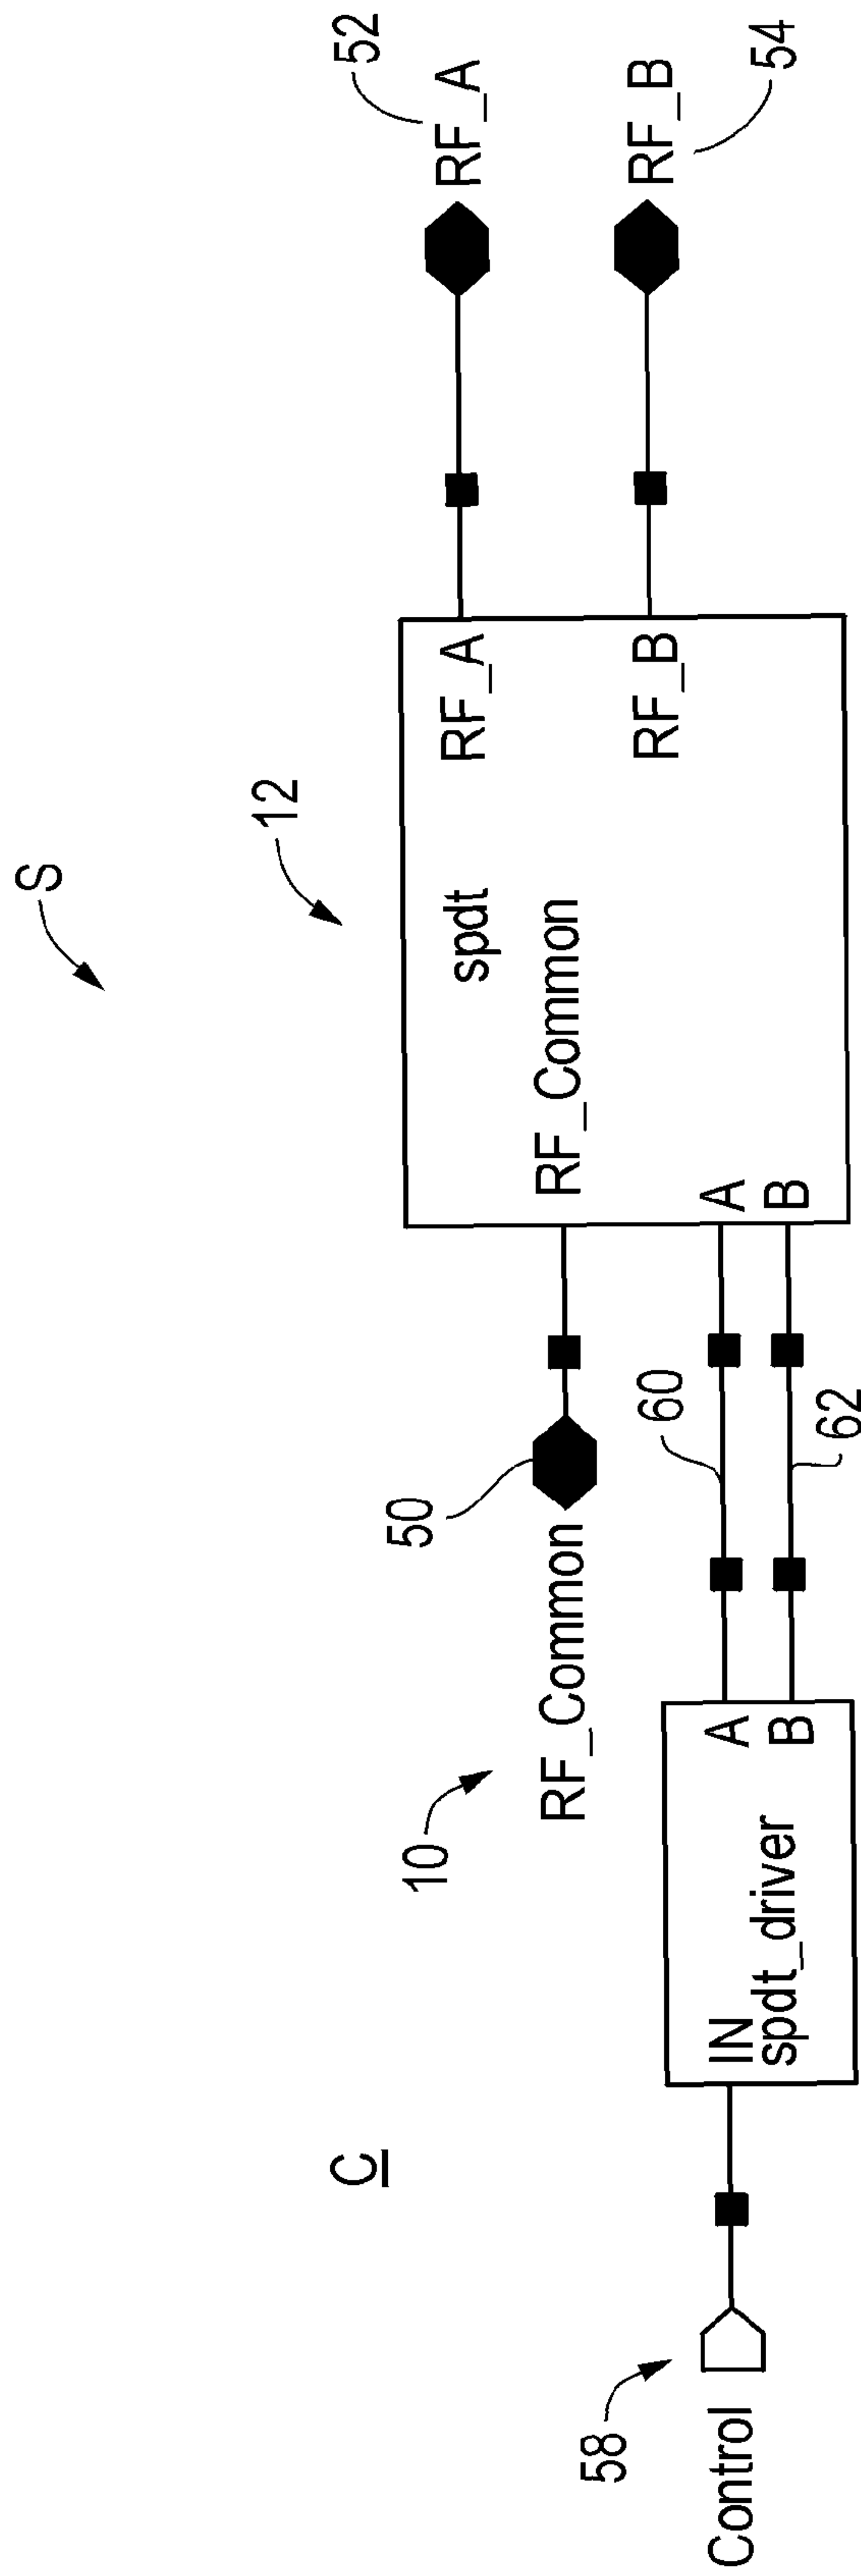 S
12
52
RF_A
RF_B
54
RF_A
RF_B
spdt
RF_Common
A
B
50
RF_Common
60
62
10
A
B
IN
spdt_driver
C
58
Control